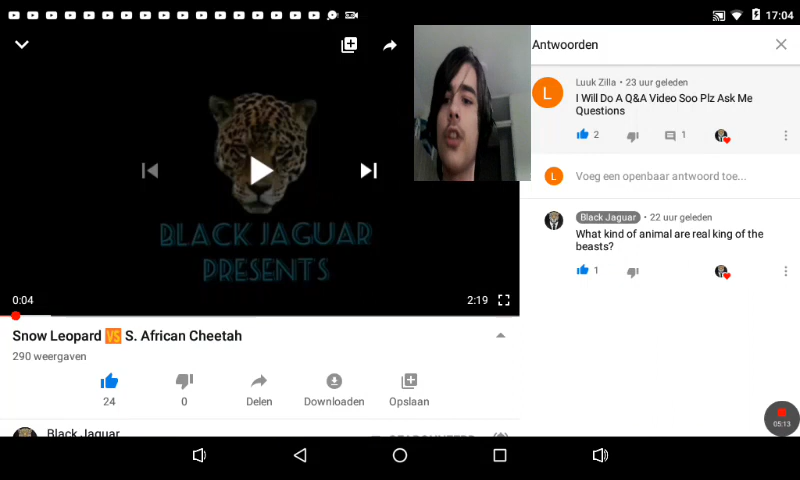 17:04
Antwoorden
L
Luuk Zilla • 23 uur geleden
I Will Do A Q&A Video Soo Plz Ask Me
Questions
2
1
L
Voeg een openbaar antwoord toe...
Black Jaguar • 22 uur geleden
What kind of animal are real king of the
beasts?
1
BLACK JAGUAR
PRESENTS
0:04
2:19
Snow Leopard 🆚 S. African Cheetah
290 weergaven
24
0
Delen
Downloaden
Opslaan
Black Jaguar
05:13